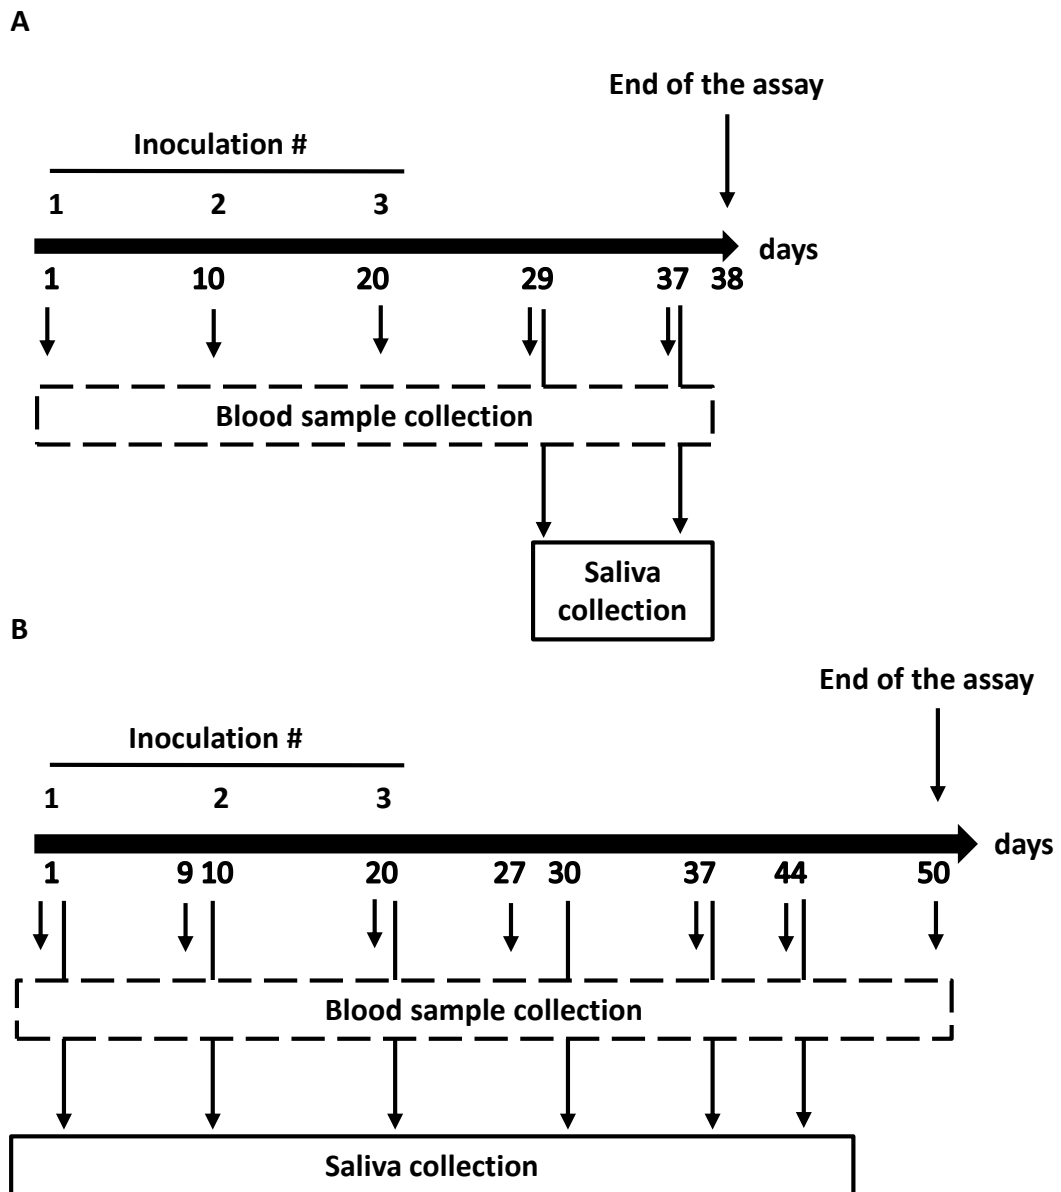 A
End of the assay
Inoculation #
1 2 3
days
1 10 20 29 37 38
Blood sample collection
Saliva
collection
B
End of the assay
Inoculation #
1 2 3
days
1 9 10 20 27 30 37 44 50
Blood sample collection
Saliva collection